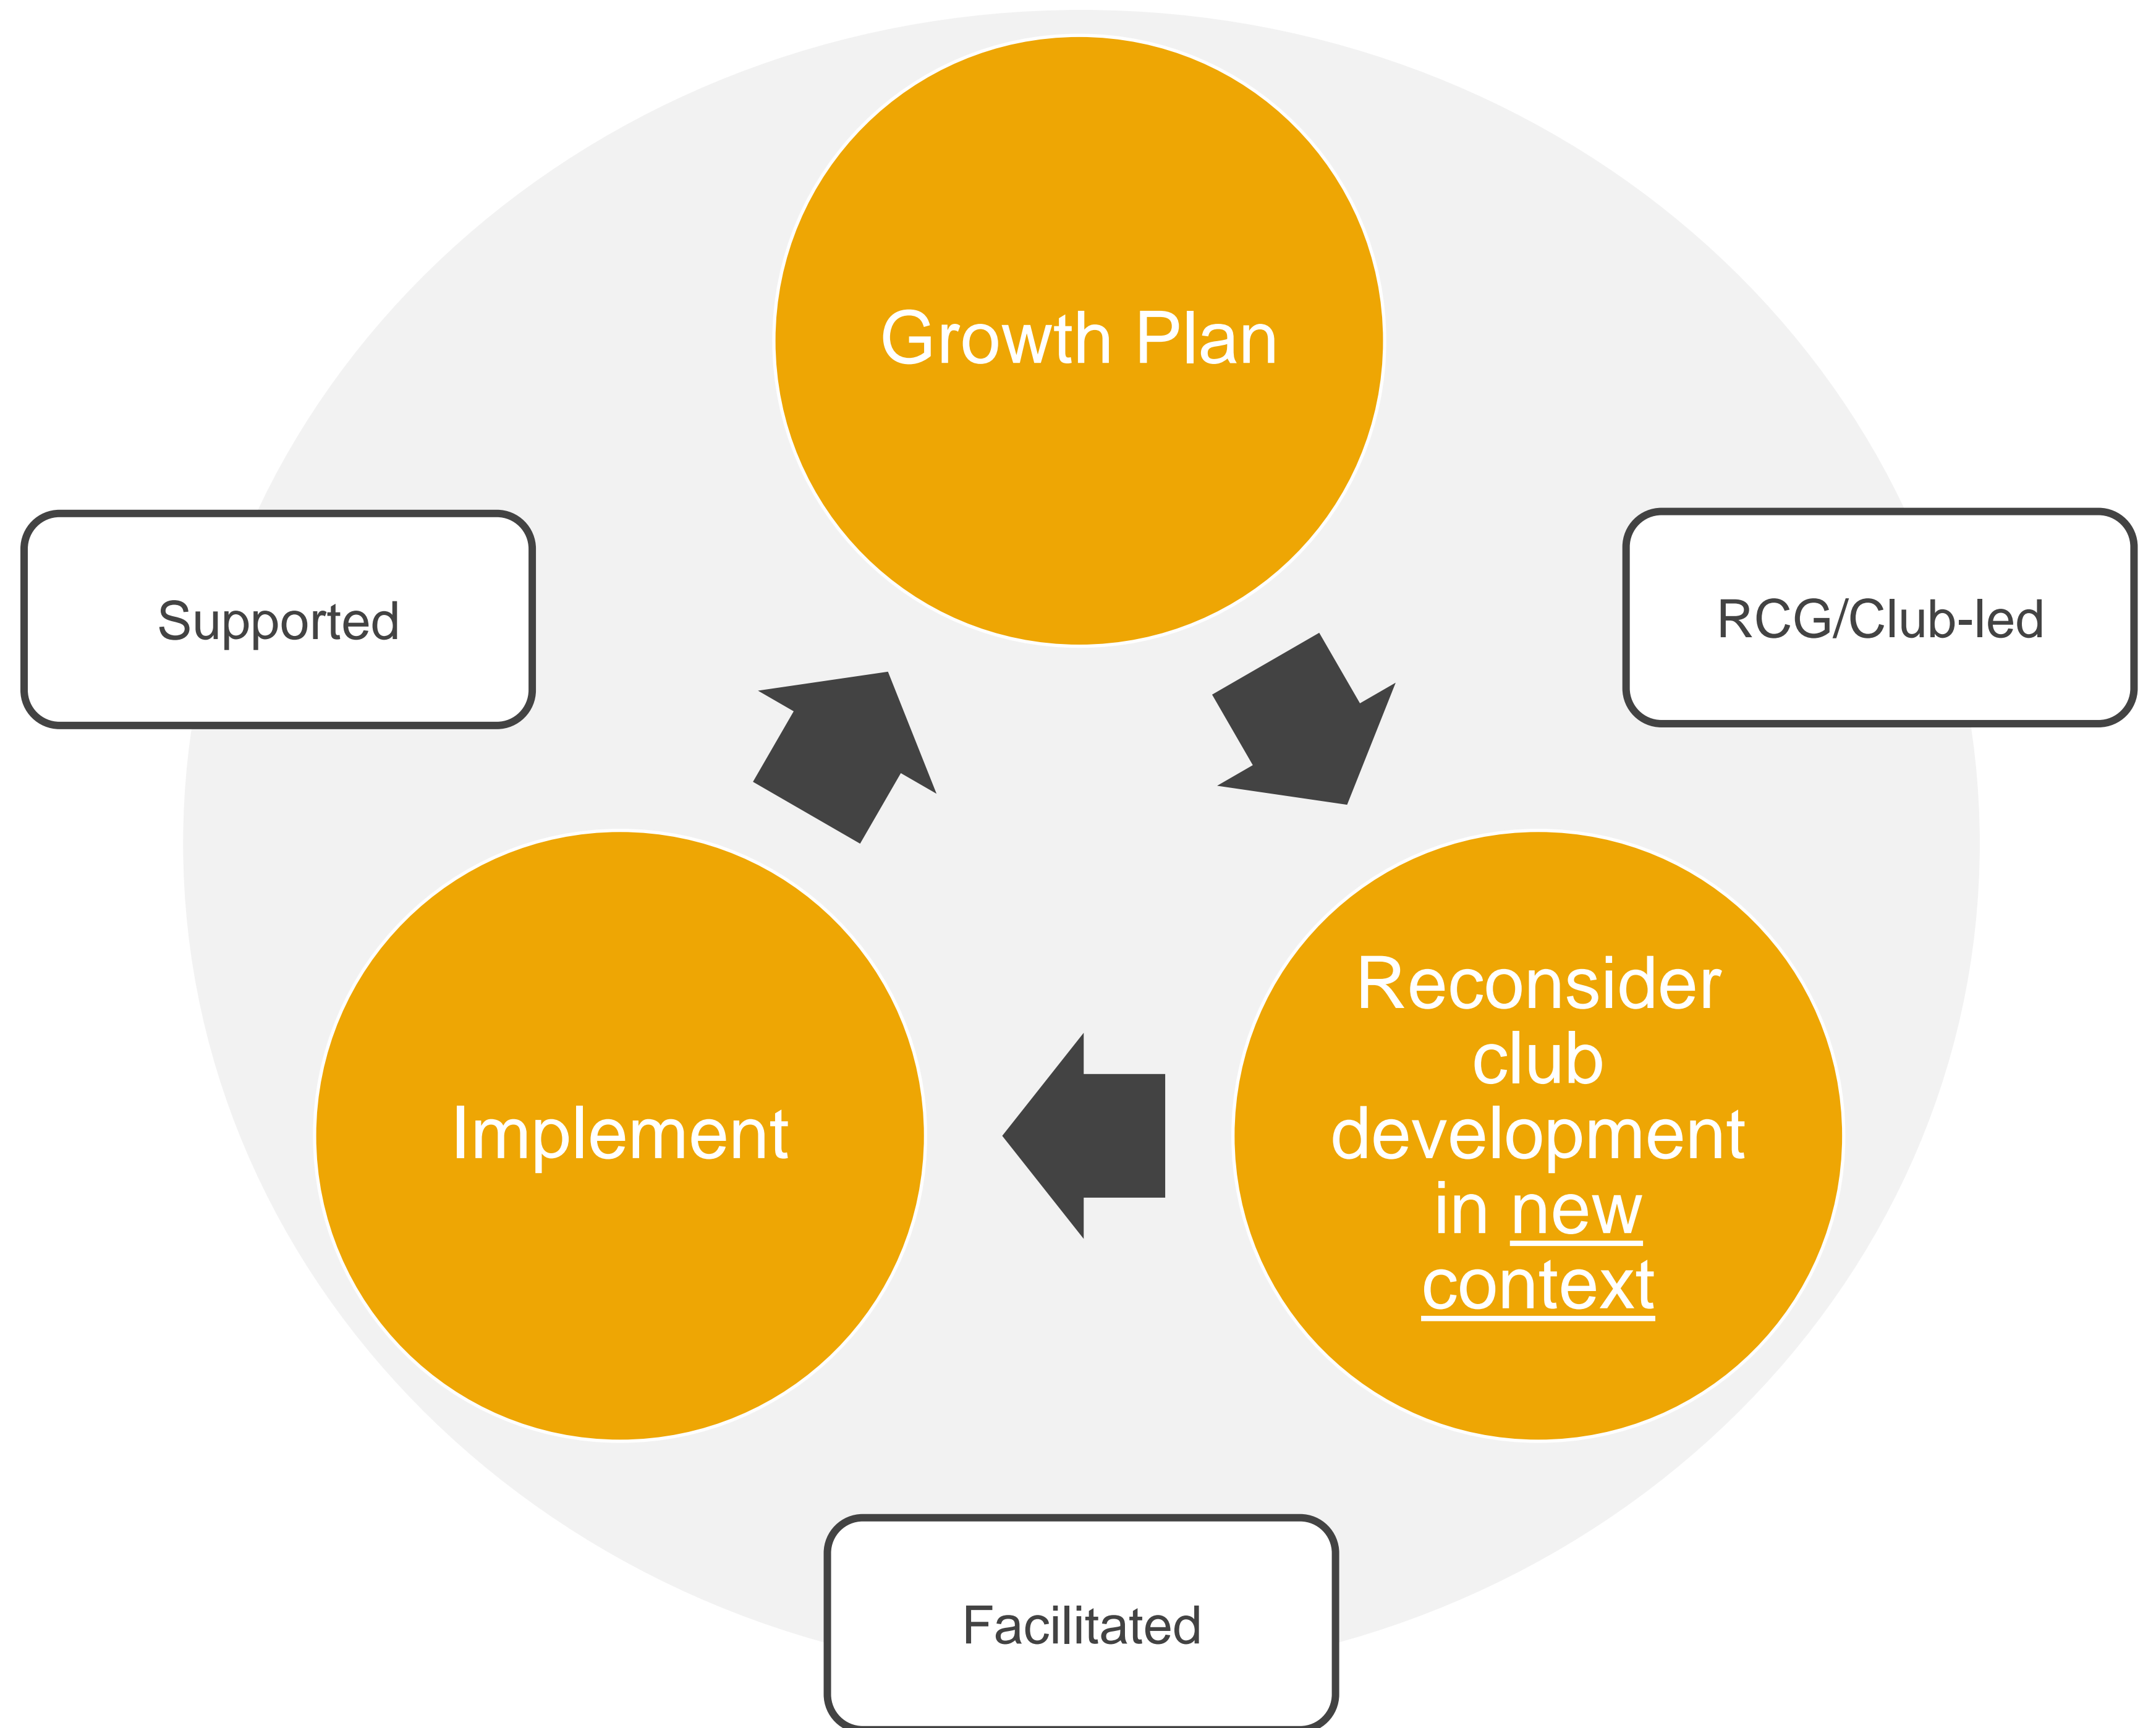 Growth Plan
Supported
RCG/Club-led
Reconsider
club
development
in new
context
Implement
Facilitated